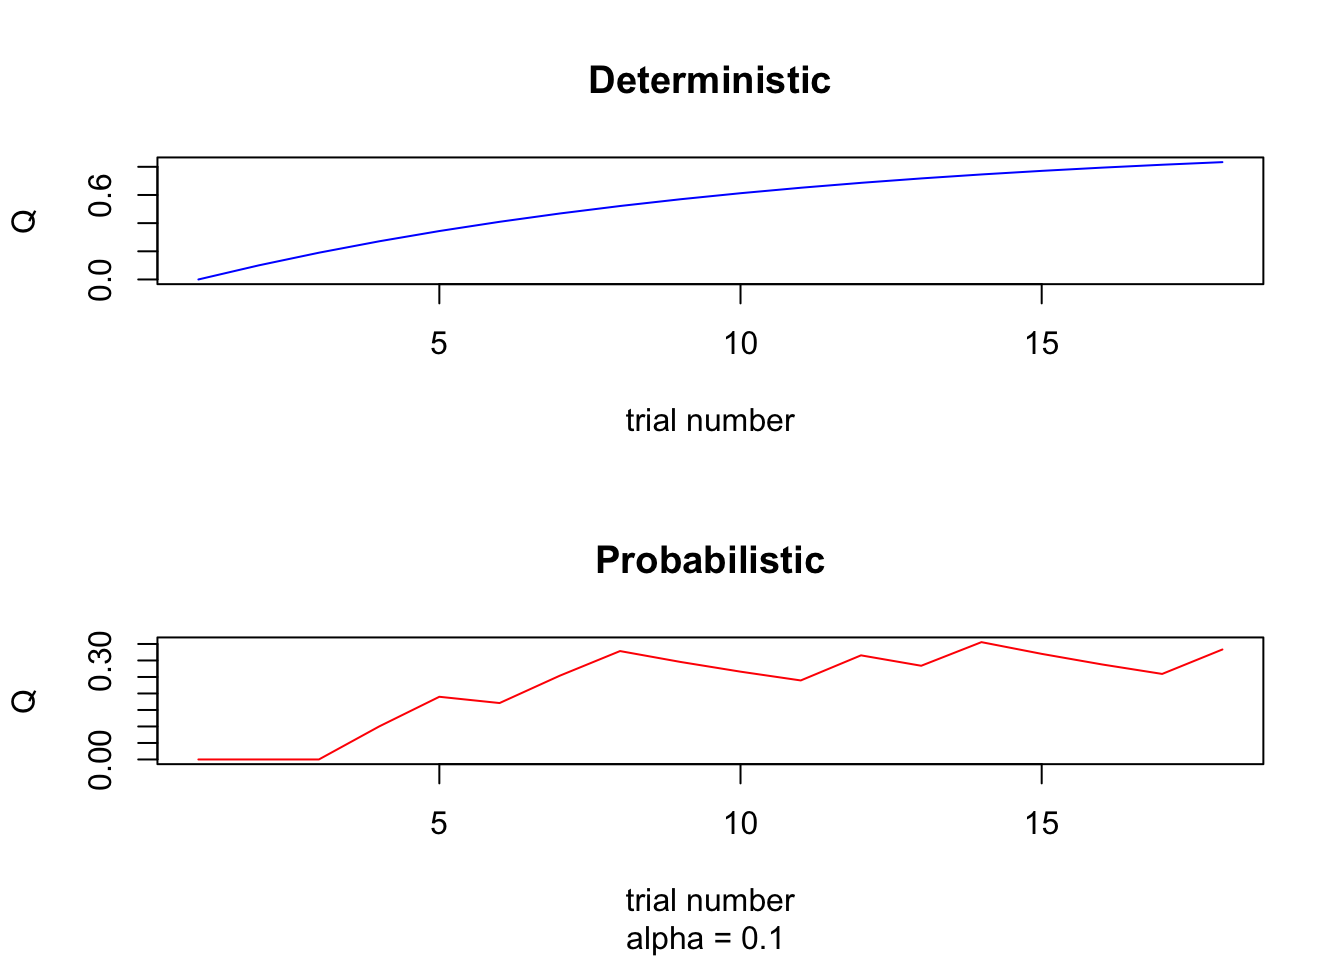 Deterministic
Q
0.6
0.0
5 10 15
trial number
Probabilistic
Q
0.30
0.00
5 10 15
trial number
alpha = 0.1